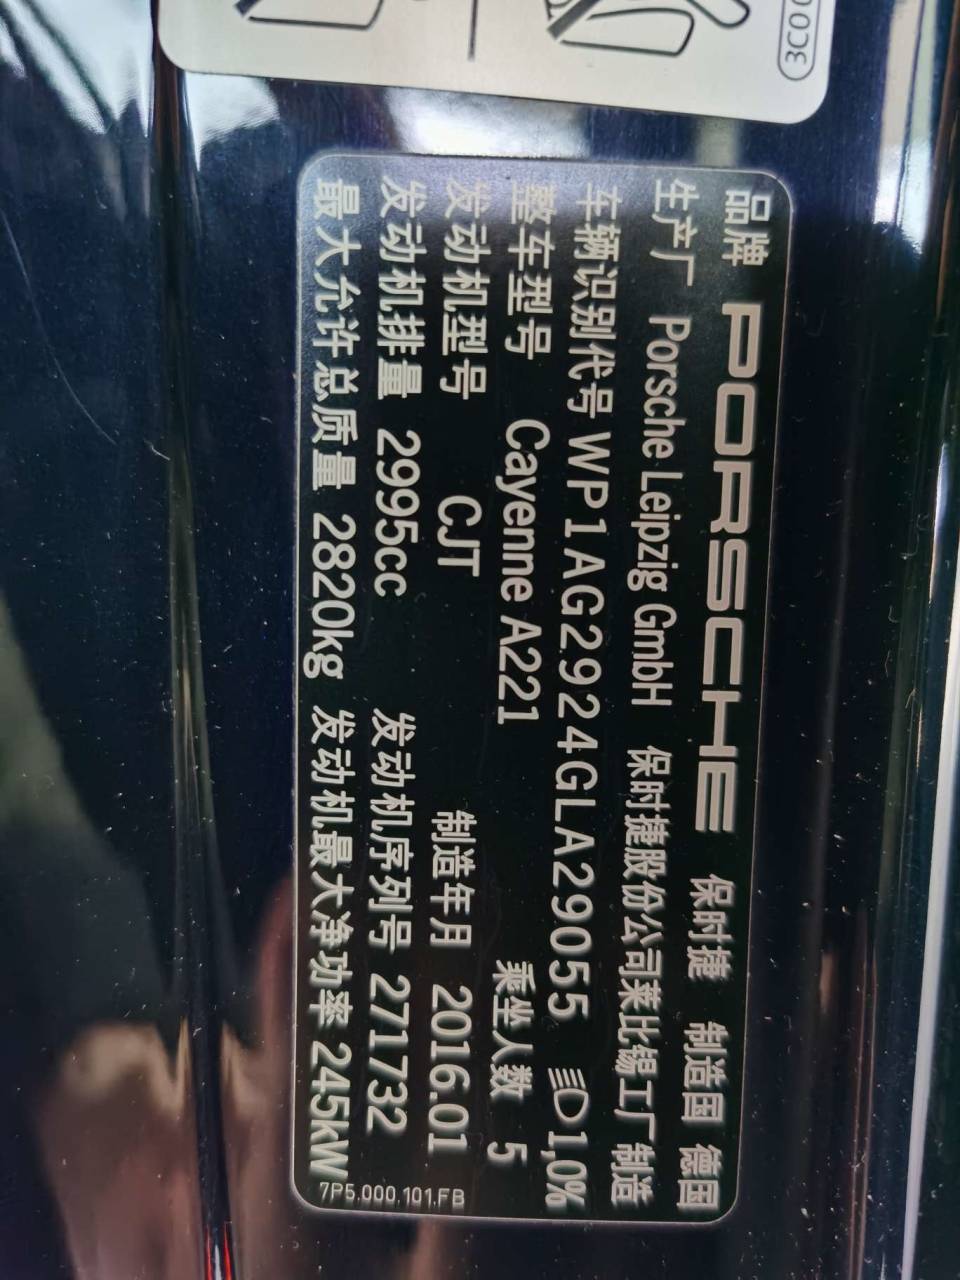 3C00
品牌 PORSCHE 保时捷 制造国 德国
生产厂 Porsche Leipzig GmbH 保时捷股份公司莱比锡工厂制造
车辆识别代号 WP1AG2924GLA29055 1,0%
整车型号 Cayenne A221 乘坐人数 5
发动机型号 CJT 制造年月 2016.01
发动机排量 2995cc 发动机序列号 271732
最大允许总质量 2820kg 发动机最大净功率 245kW
7P5.000.101.FB